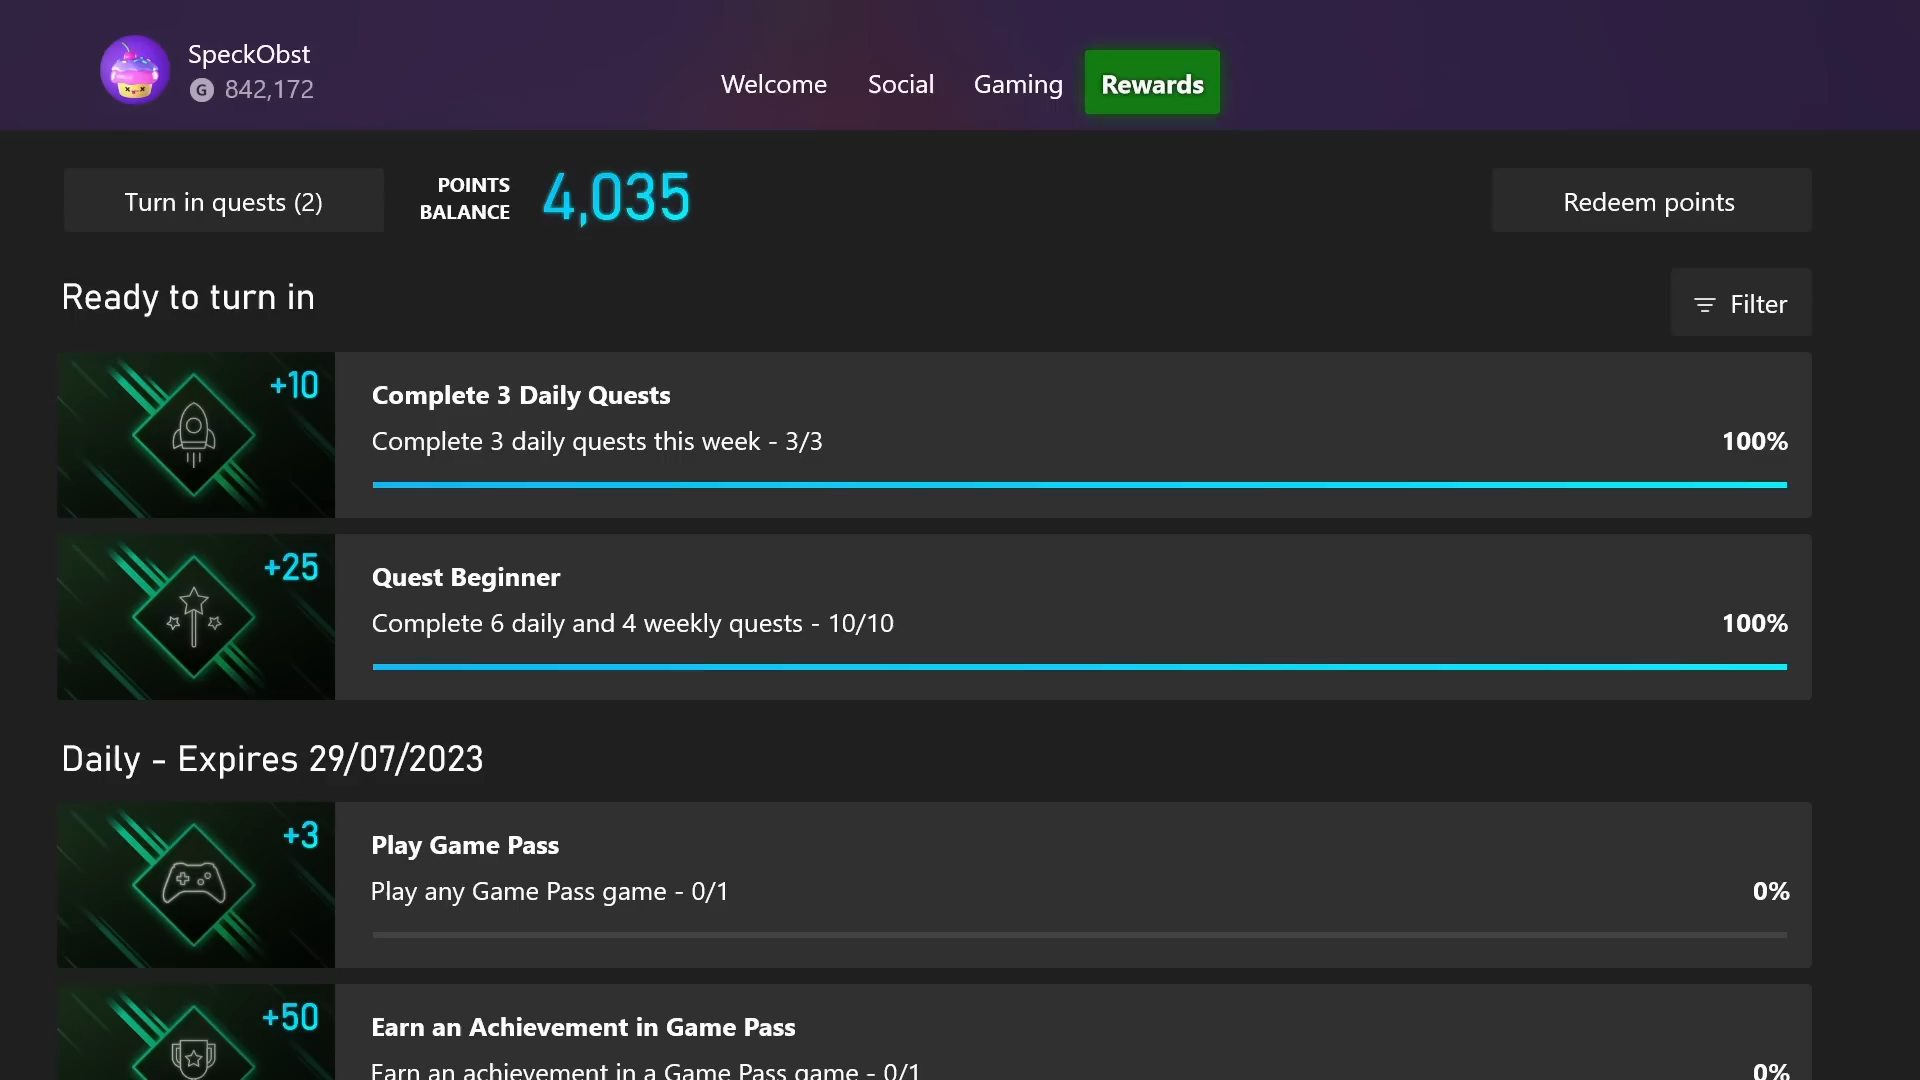 SpeckObst
G 842,172
Welcome Social Gaming Rewards
Turn in quests (2)
POINTS
BALANCE
4,035
Redeem points
Ready to turn in
Filter
+10
Complete 3 Daily Quests
Complete 3 daily quests this week - 3/3
100%
+25
Quest Beginner
Complete 6 daily and 4 weekly quests - 10/10
100%
Daily - Expires 29/07/2023
+3
Play Game Pass
Play any Game Pass game - 0/1
0%
+50
Earn an Achievement in Game Pass
Earn an achievement in a Game Pass game - 0/1
0%